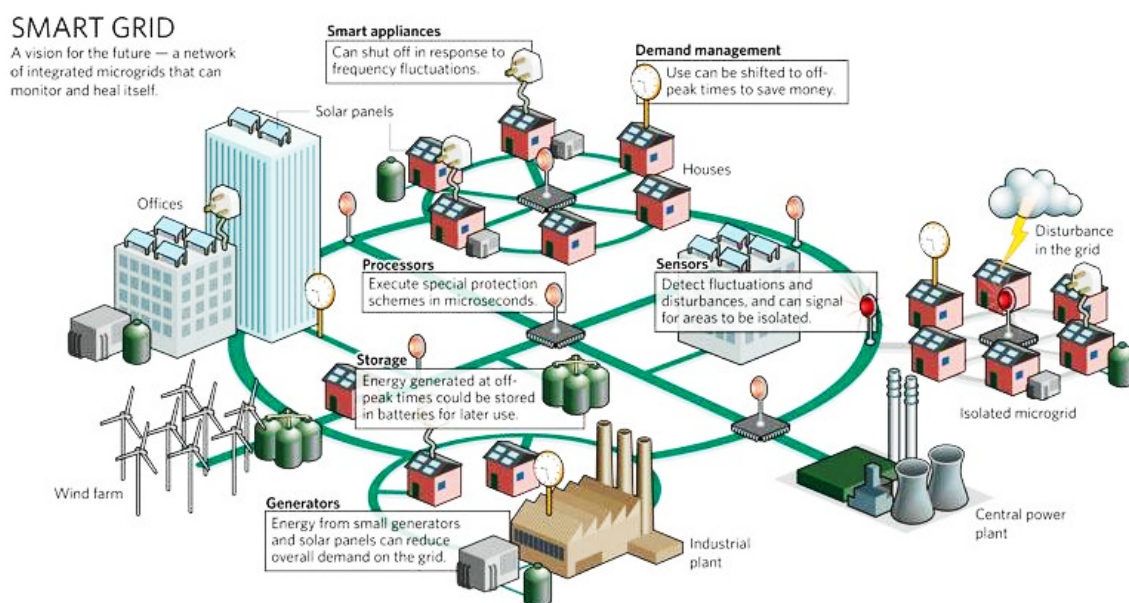 SMART GRID
A vision for the future — a network
of integrated microgrids that can
monitor and heal itself.
Smart appliances
Can shut off in response to
frequency fluctuations.
Demand management
Use can be shifted to off-
peak times to save money.
Solar panels
Houses
Offices
Disturbance
in the grid
Processors
Execute special protection
schemes in microseconds.
Sensors
Detect fluctuations and
disturbances, and can signal
for areas to be isolated.
Storage
Energy generated at off-
peak times could be stored
in batteries for later use.
Isolated microgrid
Wind farm
Generators
Energy from small generators
and solar panels can reduce
overall demand on the grid.
Industrial
plant
Central power
plant